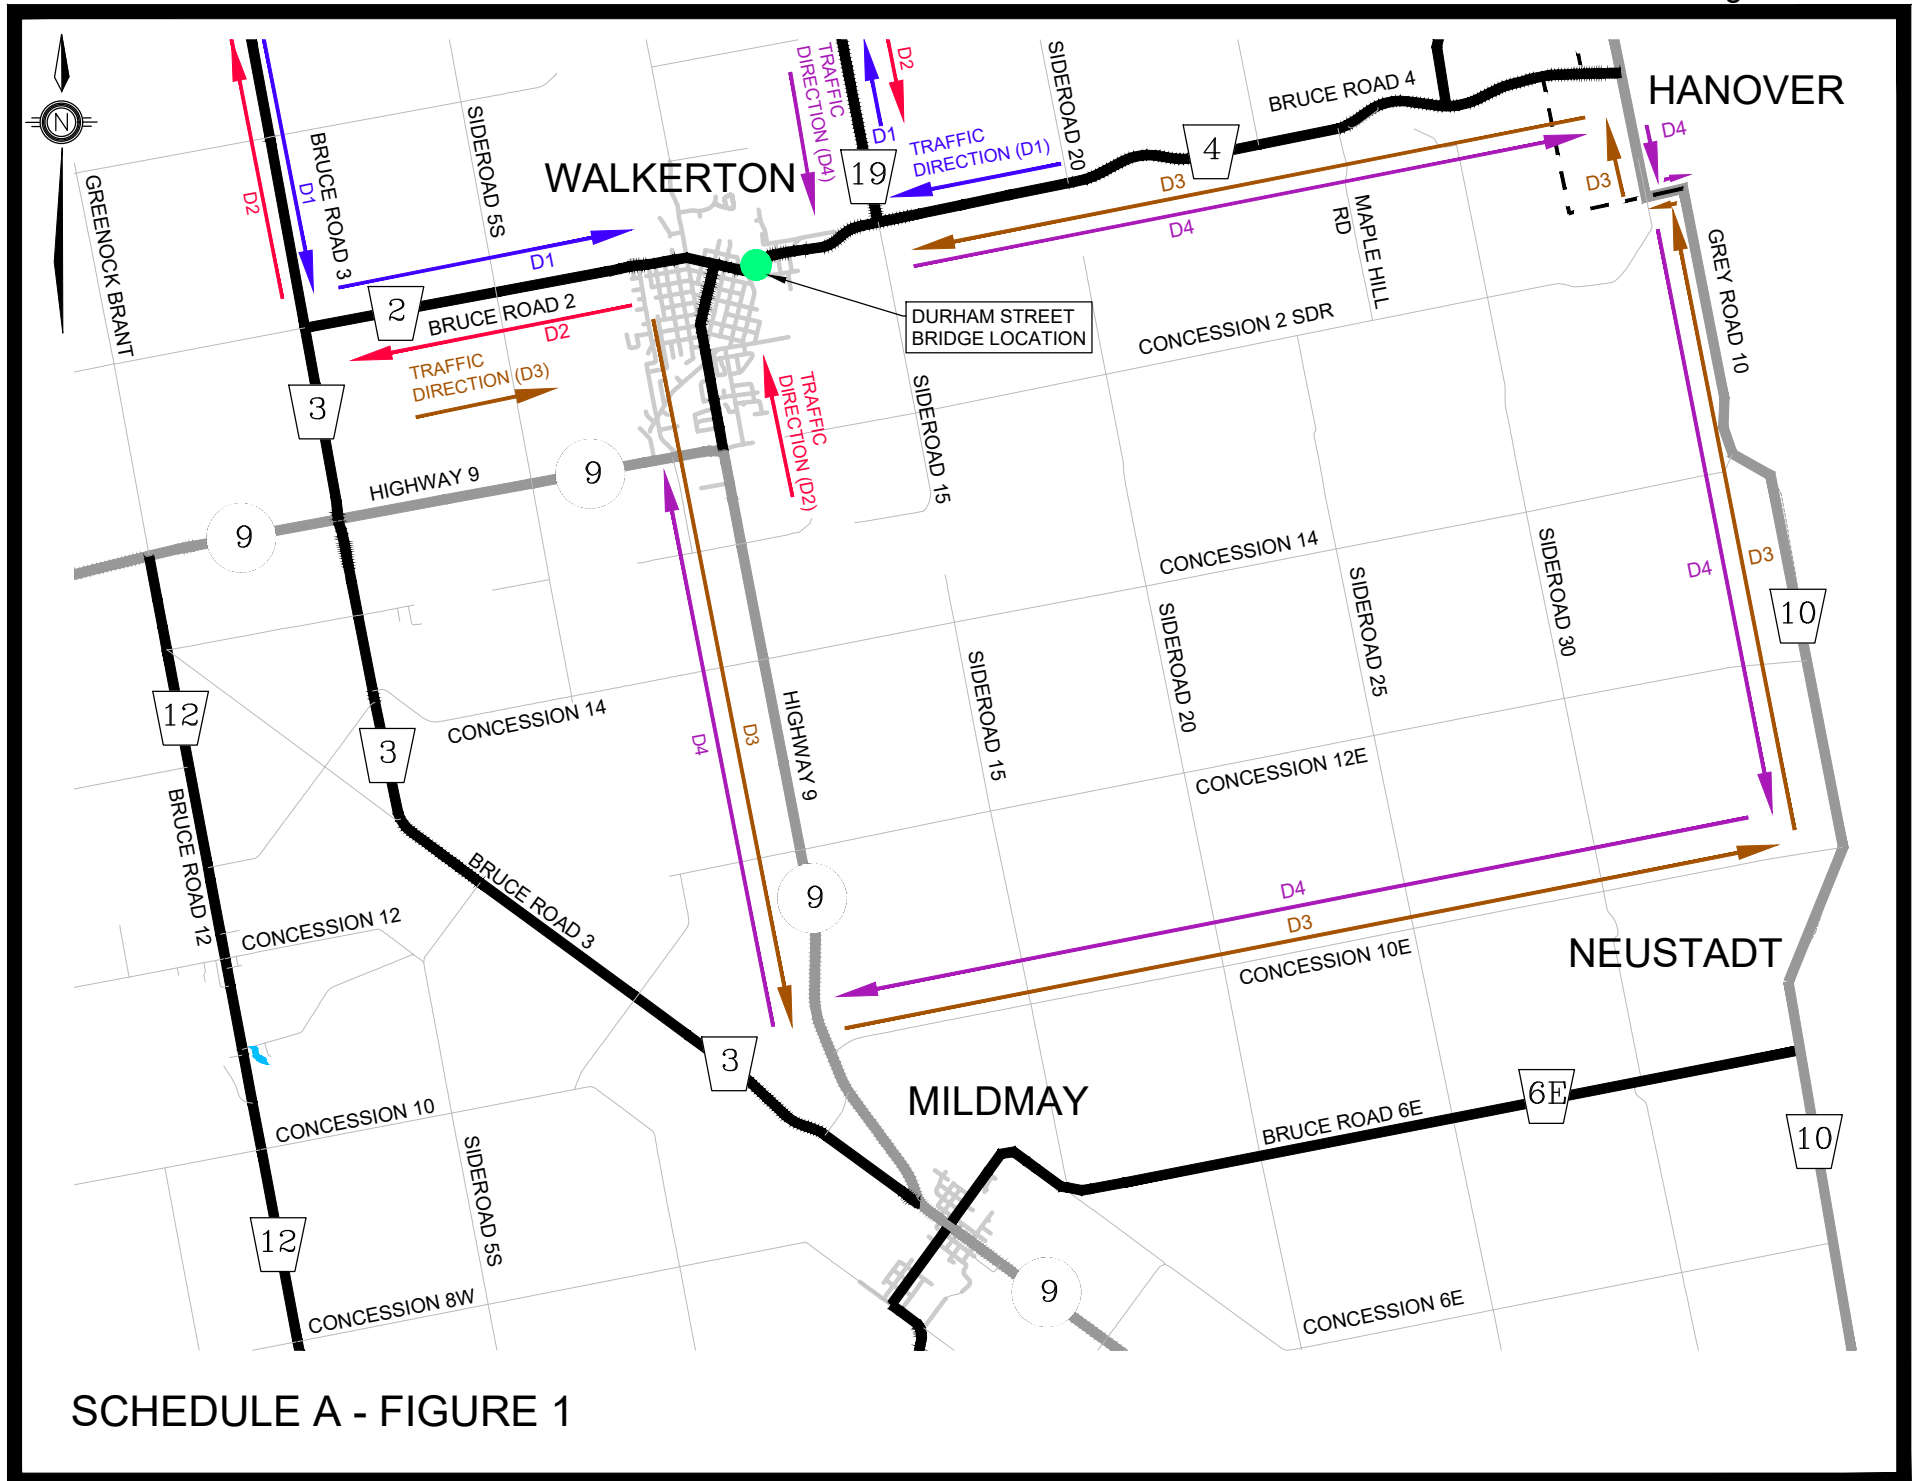 N
HANOVER
WALKERTON
NEUSTADT
MILDMAY
TRAFFIC
DIRECTION (D4)
D2
D1
TRAFFIC
DIRECTION (D1)
SIDEROAD 20
BRUCE ROAD 4
4
19
D4
D3
D3
D4
D2
D1
BRUCE ROAD 3
SIDEROAD 5S
GREENOCK BRANT
D1
2
BRUCE ROAD 2
D2
TRAFFIC
DIRECTION (D3)
DURHAM STREET
BRIDGE LOCATION
MAPLE HILL
RD
CONCESSION 2 SDR
GREY ROAD 10
3
TRAFFIC
DIRECTION (D2)
SIDEROAD 15
HIGHWAY 9
9
9
CONCESSION 14
SIDEROAD 30
D4
D3
10
SIDEROAD 25
SIDEROAD 20
SIDEROAD 15
12
3
CONCESSION 14
D4
D3
HIGHWAY 9
CONCESSION 12E
BRUCE ROAD 12
BRUCE ROAD 3
9
D4
D3
CONCESSION 10E
CONCESSION 12
3
6E
BRUCE ROAD 6E
10
CONCESSION 10
SIDEROAD 5S
12
9
CONCESSION 8W
CONCESSION 6E
SCHEDULE A - FIGURE 1